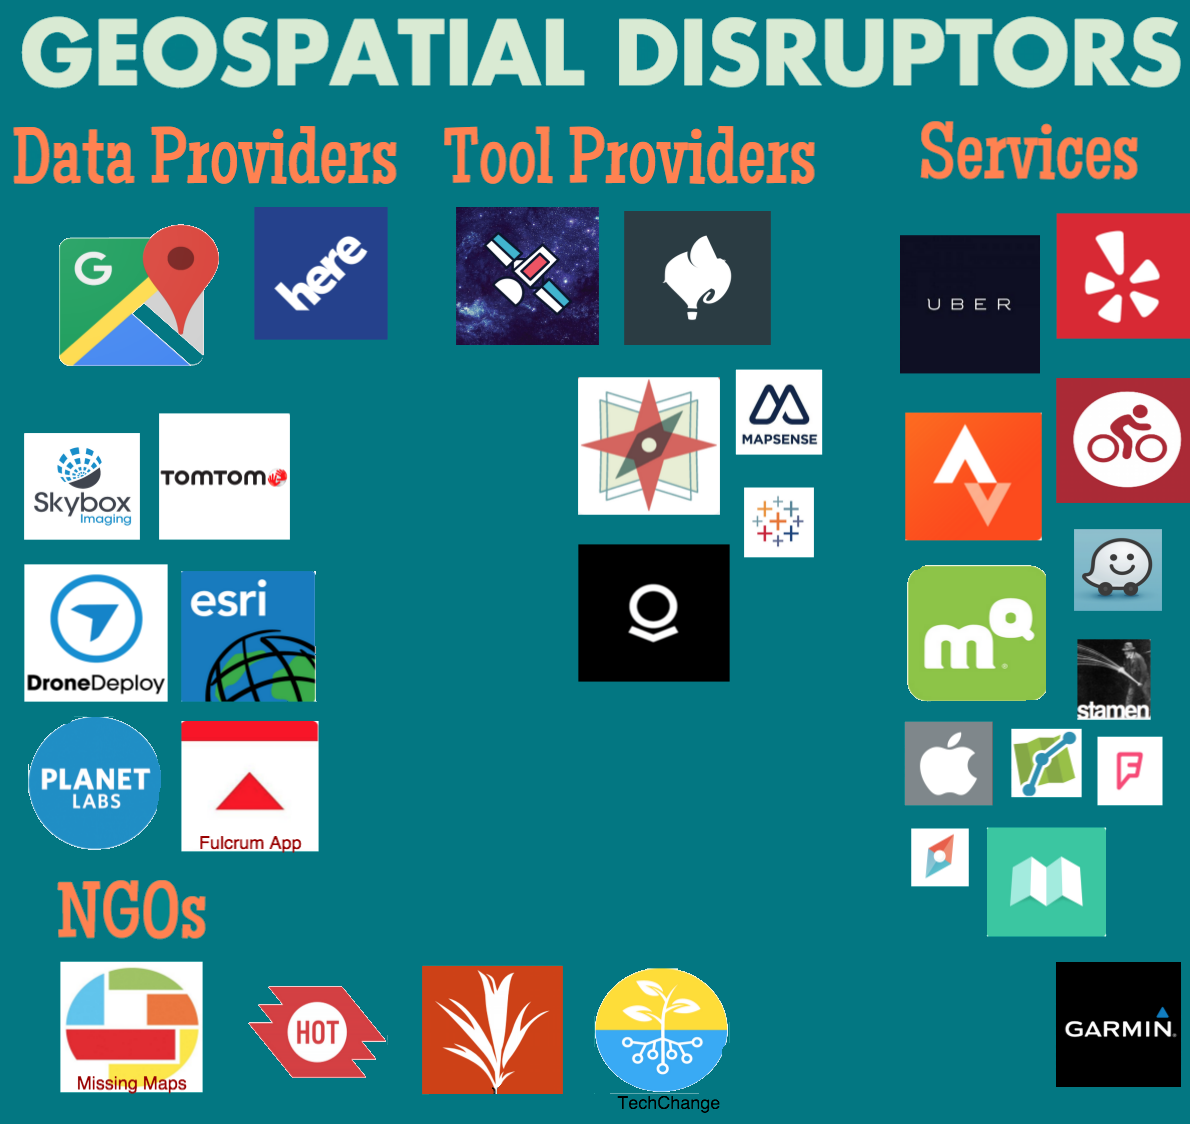 GEOSPATIAL DISRUPTORS
Data Providers
Tool Providers
Services
G
here
UBER
MAPSENSE
Skybox
Imaging
TOMTOM
DroneDeploy
esri
mQ
stamen
PLANET
LABS
Fulcrum App
F
NGOs
Missing Maps
HOT
TechChange
GARMIN